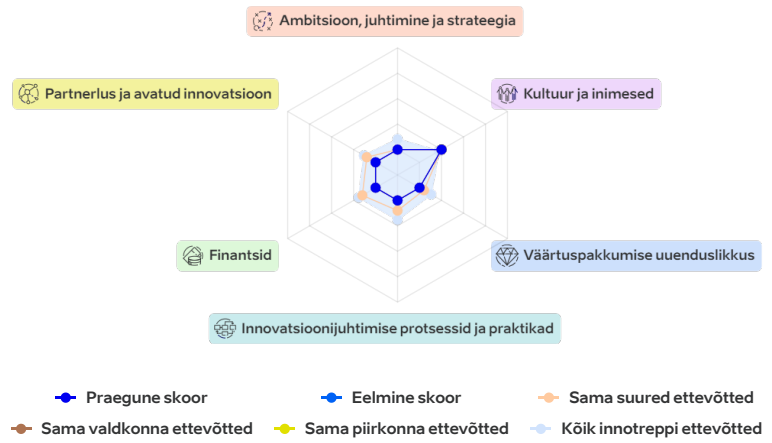 Ambitsioon, juhtimine ja strateegia
Partnerlus ja avatud innovatsioon
Kultuur ja inimesed
Finantsid
Väärtuspakkumise uuenduslikkus
Innovatsioonijuhtimise protsessid ja praktikad
Praegune skoor
Eelmine skoor
Sama suured ettevõtted
Sama valdkonna ettevõtted
Sama piirkonna ettevõtted
Kõik innotreppi ettevõtted